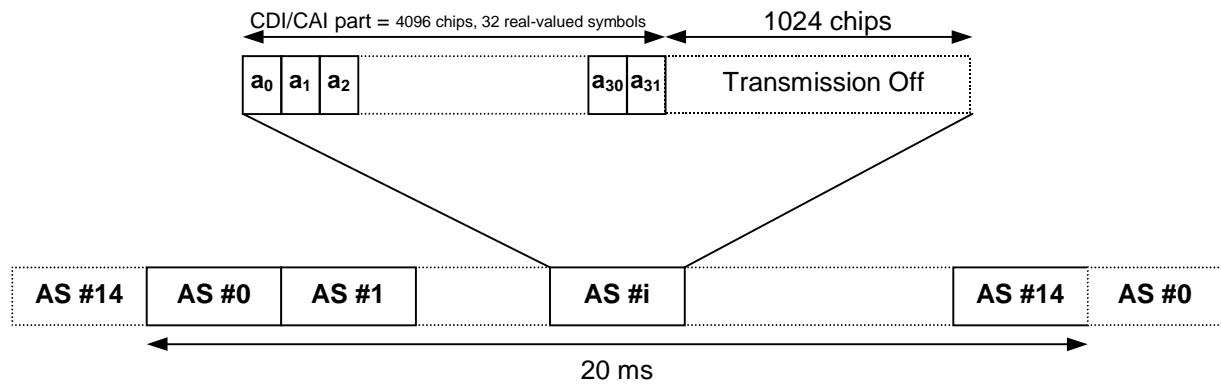 CDI/CAI part = 4096 chips, 32 real-valued symbols
1024 chips
a0 a1 a2 a30 a31 Transmission Off
AS #14 AS #0 AS #1 AS #i AS #14 AS #0
20 ms